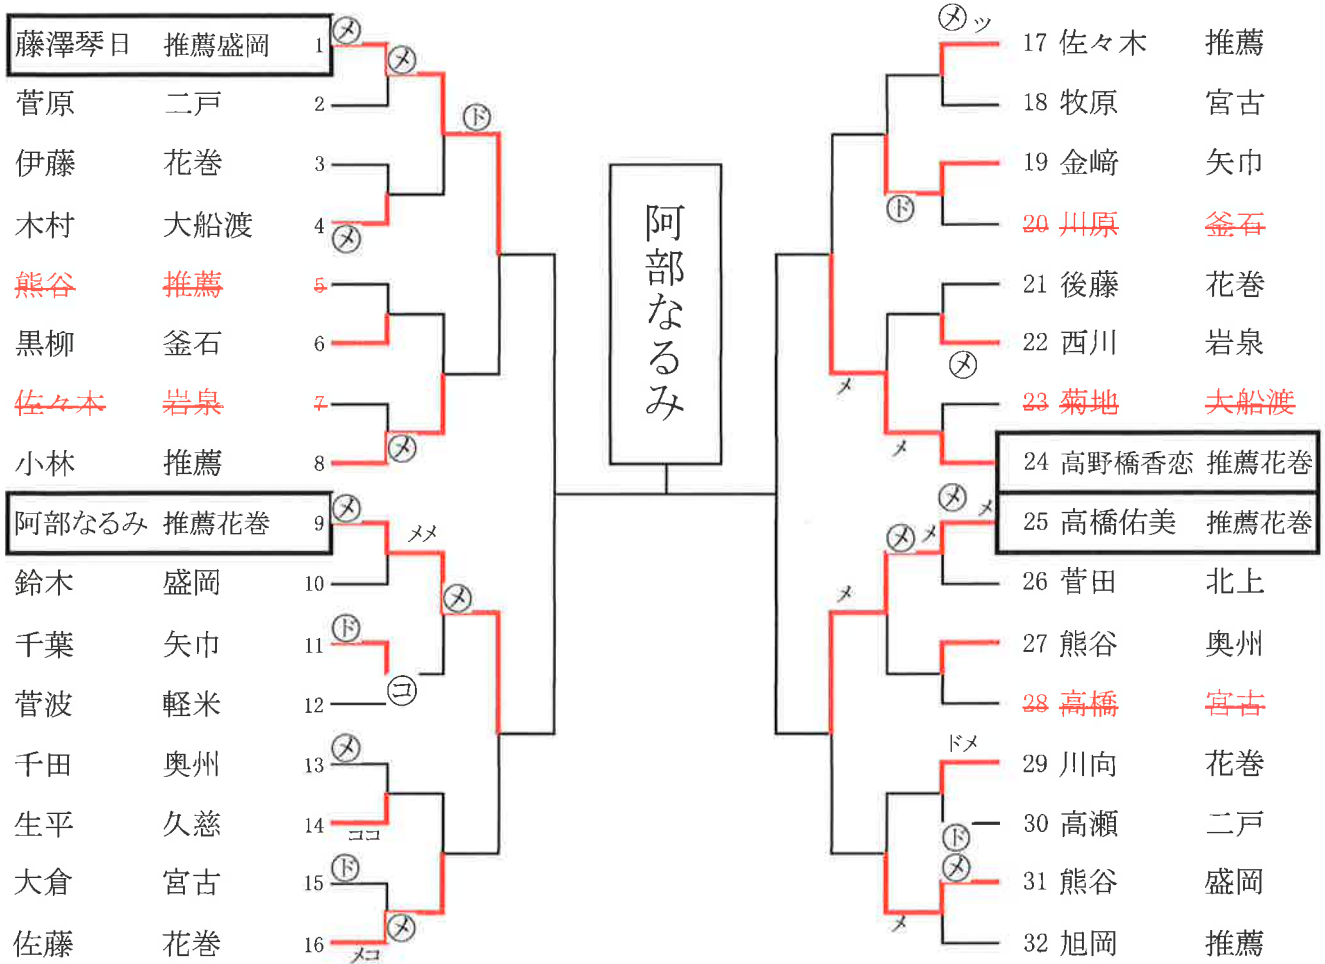 藤澤琴日 推薦盛岡 1 メ
メ
菅原 二戸 2
ド
伊藤 花巻 3
木村 大船渡 4 メ
熊谷 推薦 5
黒柳 釜石 6
佐々木 岩泉 7
メ
小林 推薦 8
阿部なるみ 推薦花巻 9 メ
メメ
鈴木 盛岡 10
メ
千葉 矢巾 11 ド
コ
菅波 軽米 12
千田 奥州 13 メ
生平 久慈 14
ココ
大倉 宮古 15 ド
メ
佐藤 花巻 16
メコ
阿部なるみ
メツ
17 佐々木 推薦
18 牧原 宮古
19 金﨑 矢巾
ド
20 川原 釜石
21 後藤 花巻
22 西川 岩泉
メ
メ
23 菊地 大船渡
メ
24 高野橋香恋 推薦花巻
メ メ
25 高橋佑美 推薦花巻
メ メ
26 菅田 北上
メ
27 熊谷 奥州
28 高橋 宮古
ドメ
29 川向 花巻
30 高瀬 二戸
ド
メ
31 熊谷 盛岡
メ
32 旭岡 推薦